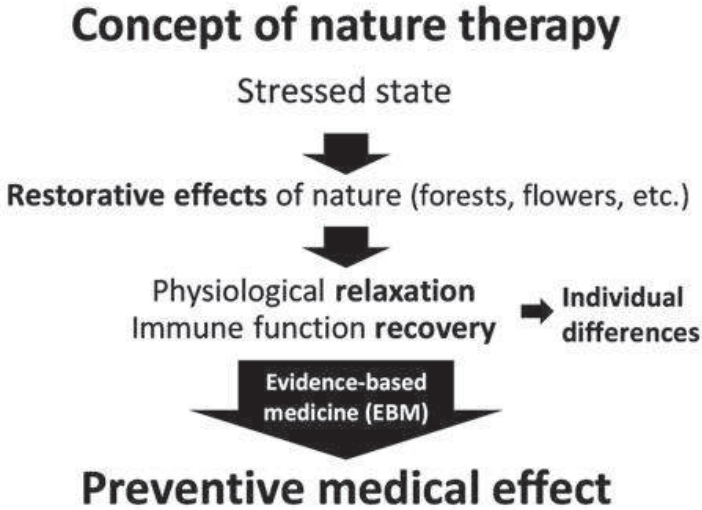 Concept of nature therapy
Stressed state
Restorative effects of nature (forests, flowers, etc.)
Physiological relaxation
Immune function recovery
Individual
differences
Evidence-based
medicine (EBM)
Preventive medical effect